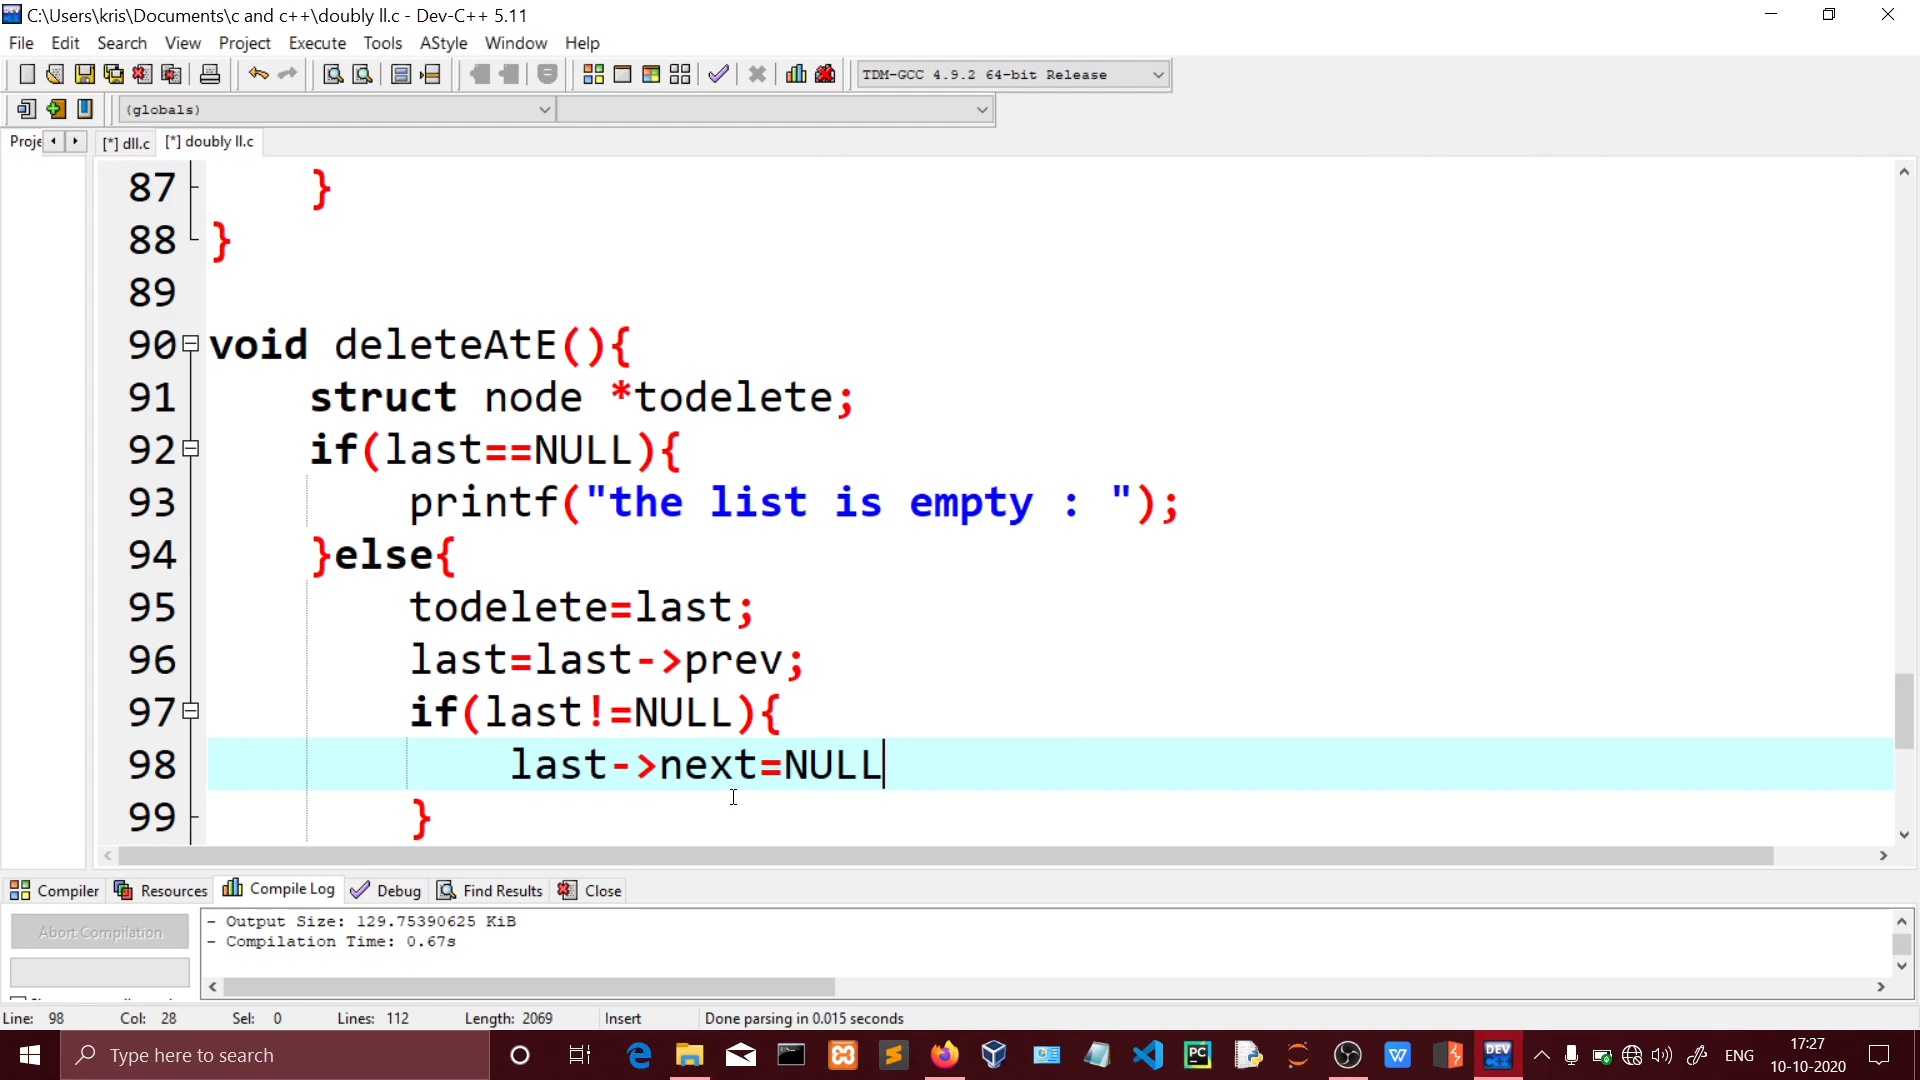 C:\Users\kris\Documents\c and c++\doubly ll.c - Dev-C++ 5.11
File Edit Search View Project Execute Tools AStyle Window Help
TDM-GCC 4.9.2 64-bit Release
(globals)
Proje [*] dll.c [*] doubly ll.c
87 }
88 }
89
90 void deleteAtE(){
91 struct node *todelete;
92 if(last==NULL){
93 printf("the list is empty : ");
94 }else{
95 todelete=last;
96 last=last->prev;
97 if(last!=NULL){
98 last->next=NULL
99 }
Compiler Resources Compile Log Debug Find Results Close
Abort Compilation
- Output Size: 129.75390625 KiB
- Compilation Time: 0.67s
Line: 98 Col: 28 Sel: 0 Lines: 112 Length: 2069 Insert Done parsing in 0.015 seconds
Type here to search
ENG
17:27
10-10-2020